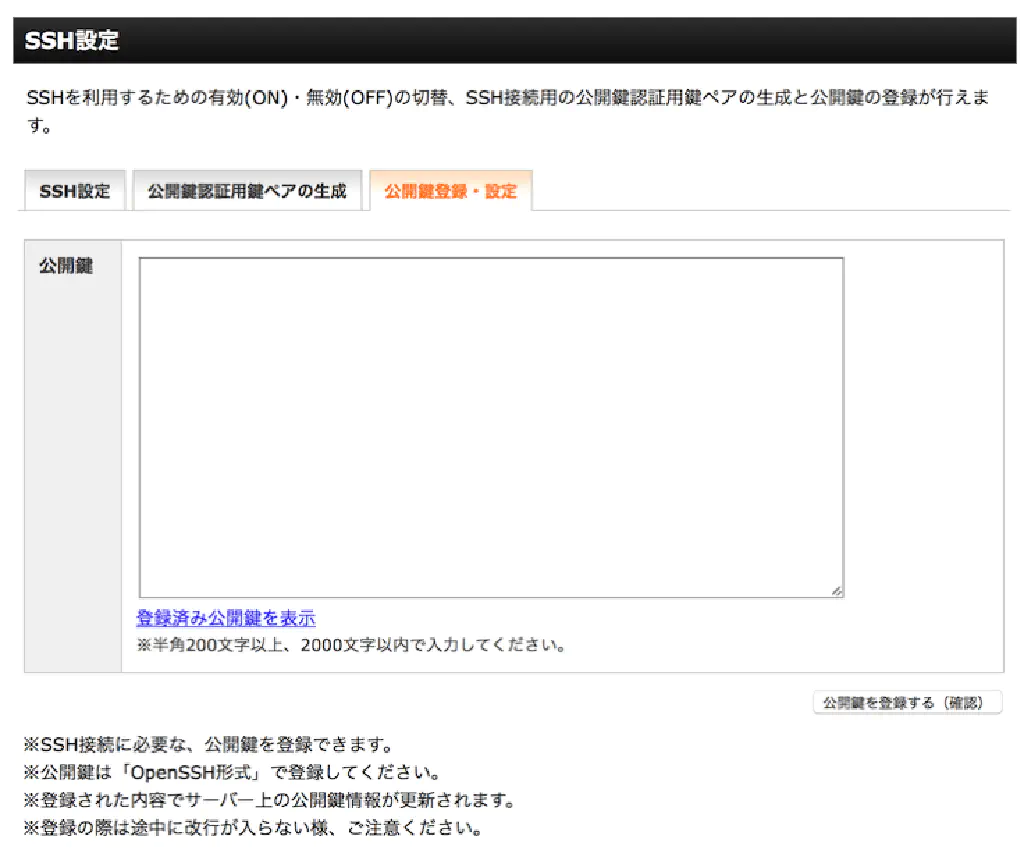 SSH設定
SSHを利用するための有効(ON)・無効(OFF)の切替、SSH接続用の公開鍵認証用鍵ペアの生成と公開鍵の登録が行えま
す。
SSH設定
公開鍵認証用鍵ペアの生成
公開鍵登録・設定
公開鍵
登録済み公開鍵を表示
※半角200文字以上、2000文字以内で入力してください。
公開鍵を登録する（確認）
※SSH接続に必要な、公開鍵を登録できます。
※公開鍵は「OpenSSH形式」で登録してください。
※登録された内容でサーバー上の公開鍵情報が更新されます。
※登録の際は途中に改行が入らない様、ご注意ください。